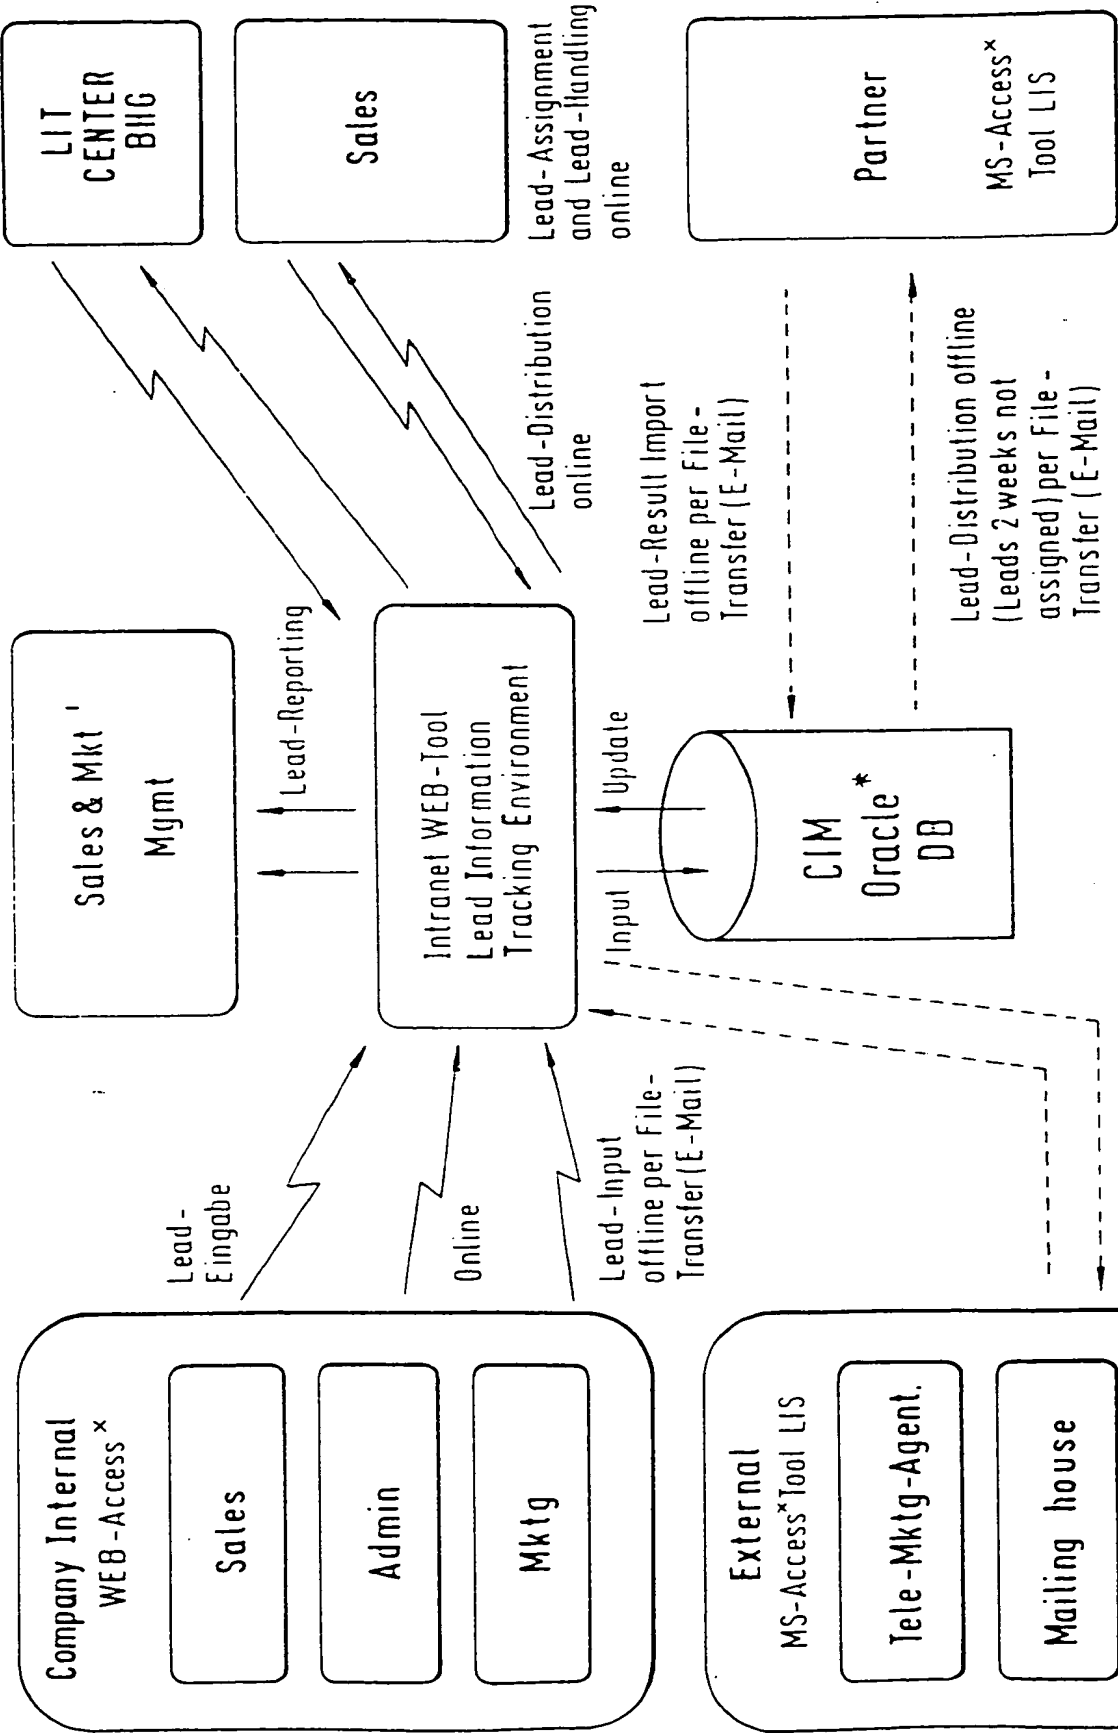 Company Internal
WEB-Access x
Sales
Admin
Mktg
External
MS-Access x Tool LIS
Tele-Mktg-Agent.
Mailing house
Lead-
Eingabe
Online
Lead-Input
offline per File-
Transfer (E-Mail)
Sales & Mkt'
Mgmt
Lead-Reporting
Intranet WEB-Tool
Lead Information
Tracking Environment
Input
Update
CIM
Oracle *
DB
Lead-Distribution
online
Lead-Result Import
offline per File-
Transfer (E-Mail)
Lead-Distribution offline
(Leads 2 weeks not
assigned) per File-
Transfer (E-Mail)
LIT
CENTER
BHG
Sales
Lead-Assignment
and Lead-Handling
online
Partner
MS-Access x
Tool LIS